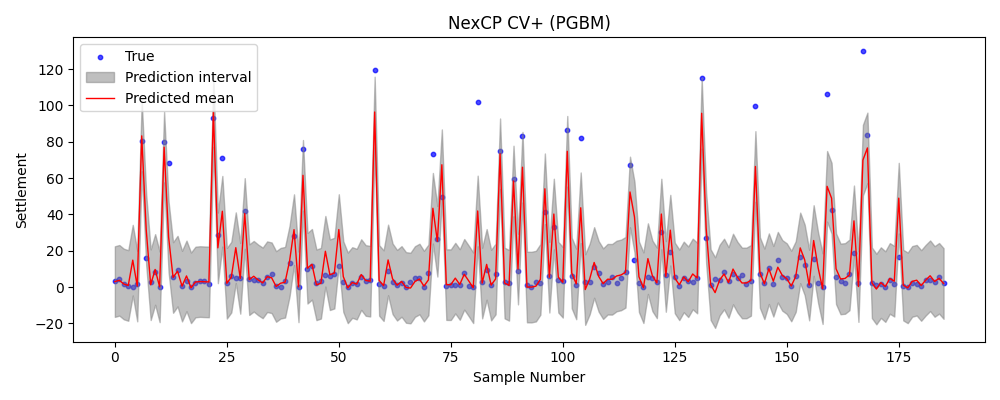 NexCP CV+ (PGBM)
True
Prediction interval
Predicted mean
Settlement
120
100
80
60
40
20
0
−20
0 25 50 75 100 125 150 175
Sample Number